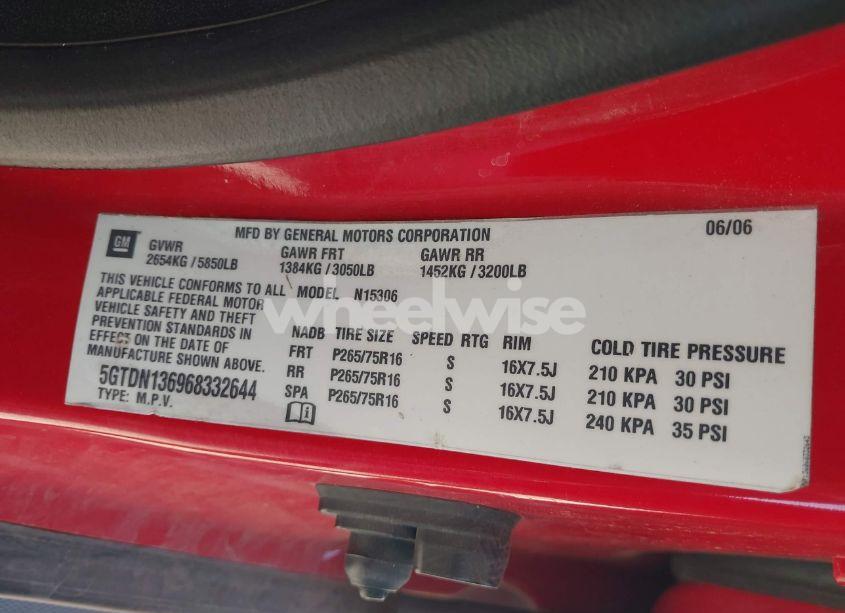 GM
MFD BY GENERAL MOTORS CORPORATION 06/06
GVWR GAWR FRT GAWR RR
2654KG / 5850LB 1384KG / 3050LB 1452KG / 3200LB
THIS VEHICLE CONFORMS TO ALL
APPLICABLE FEDERAL MOTOR
VEHICLE SAFETY AND THEFT
PREVENTION STANDARDS IN
EFFECT ON THE DATE OF
MANUFACTURE SHOWN ABOVE.
5GTDN136968332644
TYPE: M.P.V.
MODEL N15306
wheelwise
NADB TIRE SIZE SPEED RTG RIM COLD TIRE PRESSURE
FRT P265/75R16 S 16X7.5J 210 KPA 30 PSI
RR P265/75R16 S 16X7.5J 210 KPA 30 PSI
SPA P265/75R16 S 16X7.5J 240 KPA 35 PSI